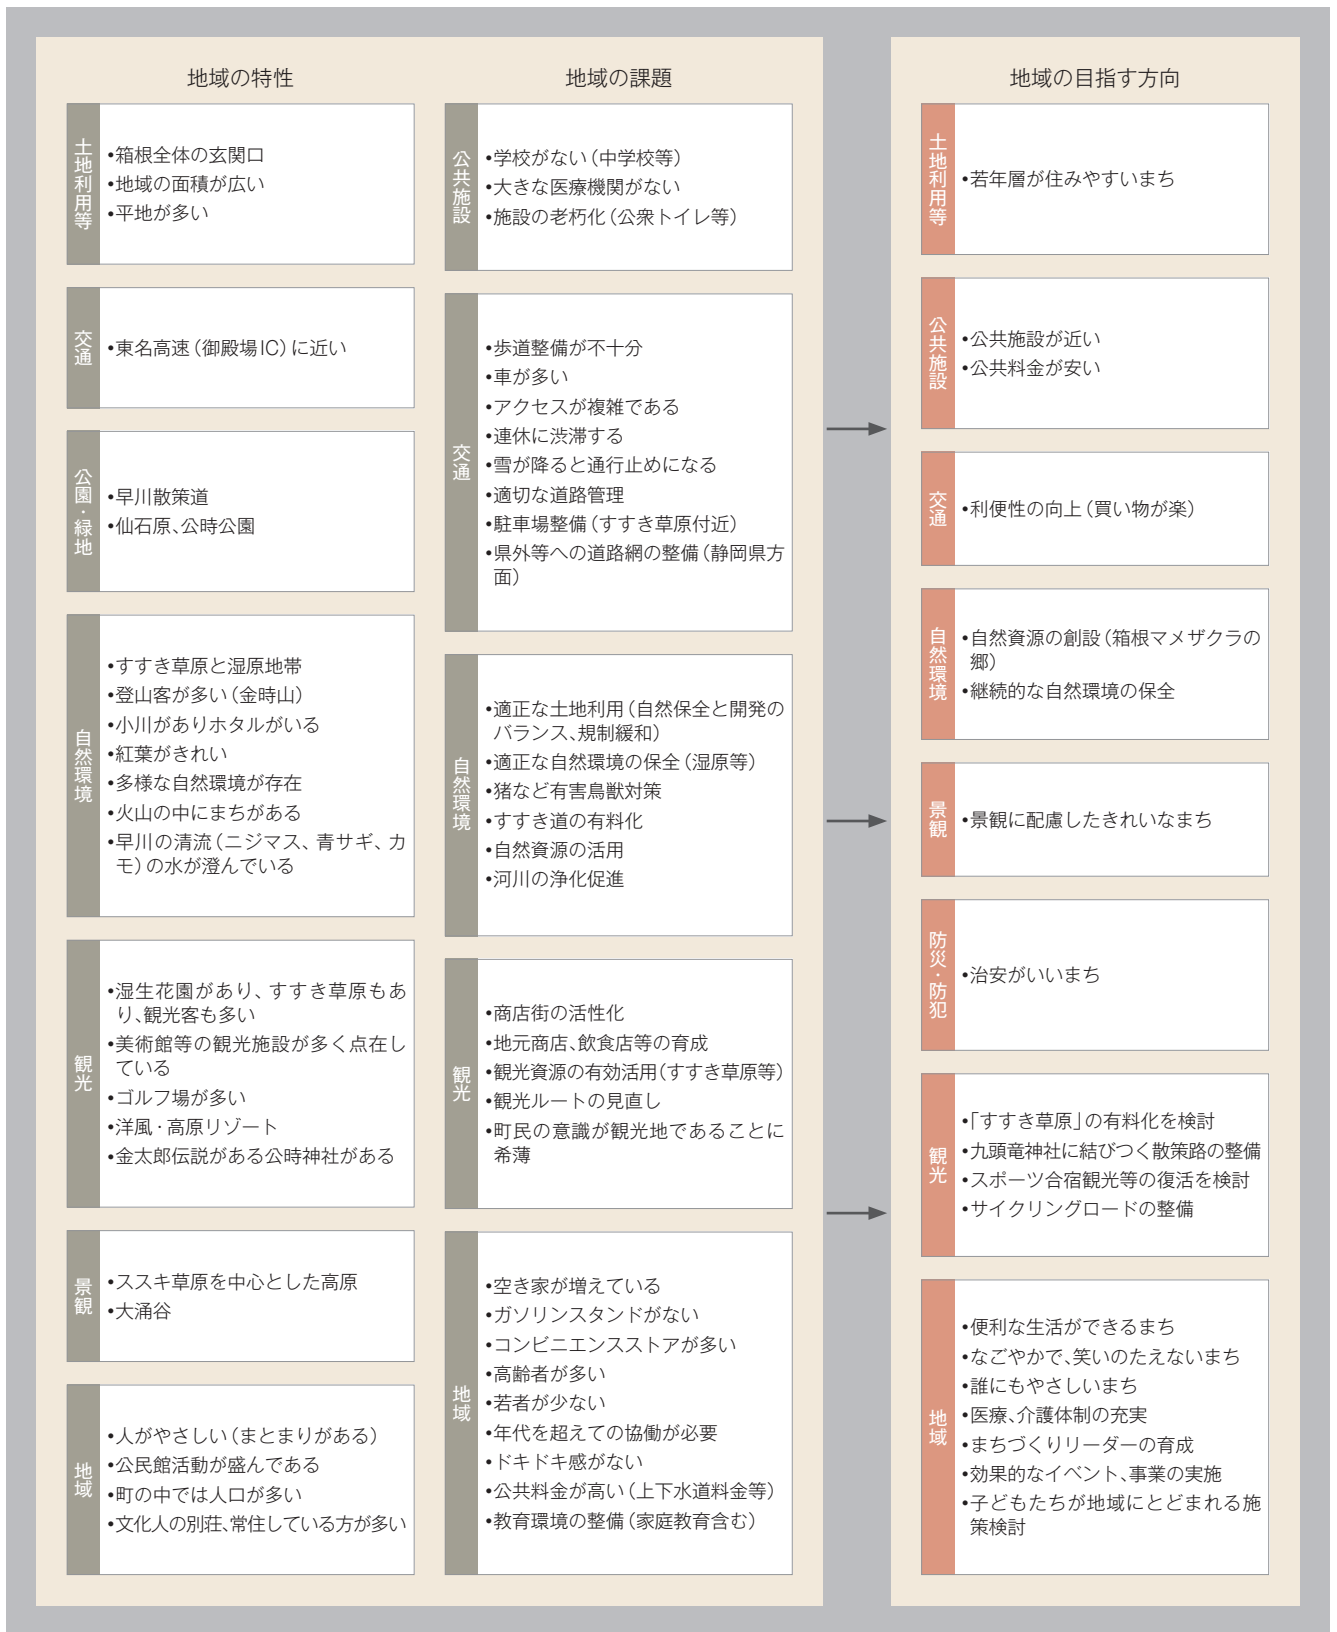 地域の特性
土地利用等
•箱根全体の玄関口
•地域の面積が広い
•平地が多い
交通
•東名高速（御殿場IC）に近い
公園・緑地
•早川散策道
•仙石原、公時公園
自然環境
•すすき草原と湿原地帯
•登山客が多い（金時山）
•小川がありホタルがいる
•紅葉がきれい
•多様な自然環境が存在
•火山の中にまちがある
•早川の清流（ニジマス、青サギ、カ
モ）の水が澄んでいる
観光
•湿生花園があり、すすき草原もあ
り、観光客も多い
•美術館等の観光施設が多く点在し
ている
•ゴルフ場が多い
•洋風・高原リゾート
•金太郎伝説がある公時神社がある
景観
•ススキ草原を中心とした高原
•大涌谷
地域
•人がやさしい（まとまりがある）
•公民館活動が盛んである
•町の中では人口が多い
•文化人の別荘、常住している方が多い
地域の課題
公共施設
•学校がない（中学校等）
•大きな医療機関がない
•施設の老朽化（公衆トイレ等）
交通
•歩道整備が不十分
•車が多い
•アクセスが複雑である
•連休に渋滞する
•雪が降ると通行止めになる
•適切な道路管理
•駐車場整備（すすき草原付近）
•県外等への道路網の整備（静岡県方
面）
自然環境
•適正な土地利用（自然保全と開発の
バランス、規制緩和）
•適正な自然環境の保全（湿原等）
•猪など有害鳥獣対策
•すすき道の有料化
•自然資源の活用
•河川の浄化促進
観光
•商店街の活性化
•地元商店、飲食店等の育成
•観光資源の有効活用（すすき草原等）
•観光ルートの見直し
•町民の意識が観光地であることに
希薄
地域
•空き家が増えている
•ガソリンスタンドがない
•コンビニエンスストアが多い
•高齢者が多い
•若者が少ない
•年代を超えての協働が必要
•ドキドキ感がない
•公共料金が高い（上下水道料金等）
•教育環境の整備（家庭教育含む）
地域の目指す方向
土地利用等
•若年層が住みやすいまち
公共施設
•公共施設が近い
•公共料金が安い
交通
•利便性の向上（買い物が楽）
自然環境
•自然資源の創設（箱根マメザクラの
郷）
•継続的な自然環境の保全
景観
•景観に配慮したきれいなまち
防災・防犯
•治安がいいまち
観光
•「すすき草原」の有料化を検討
•九頭竜神社に結びつく散策路の整備
•スポーツ合宿観光等の復活を検討
•サイクリングロードの整備
地域
•便利な生活ができるまち
•なごやかで、笑いのたえないまち
•誰にもやさしいまち
•医療、介護体制の充実
•まちづくりリーダーの育成
•効果的なイベント、事業の実施
•子どもたちが地域にとどまれる施
策検討